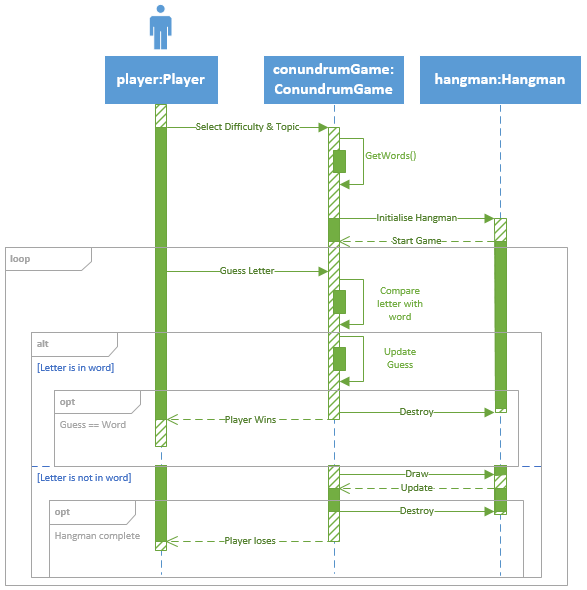 player:Player
conundrumGame:
ConundrumGame
hangman:Hangman
Select Difficulty & Topic
GetWords()
Initialise Hangman
Start Game
loop
Guess Letter
Compare
letter with
word
alt
Update
Guess
[Letter is in word]
opt
Destroy
Player Wins
Guess == Word
[Letter is not in word]
Draw
Update
opt
Destroy
Hangman complete
Player loses